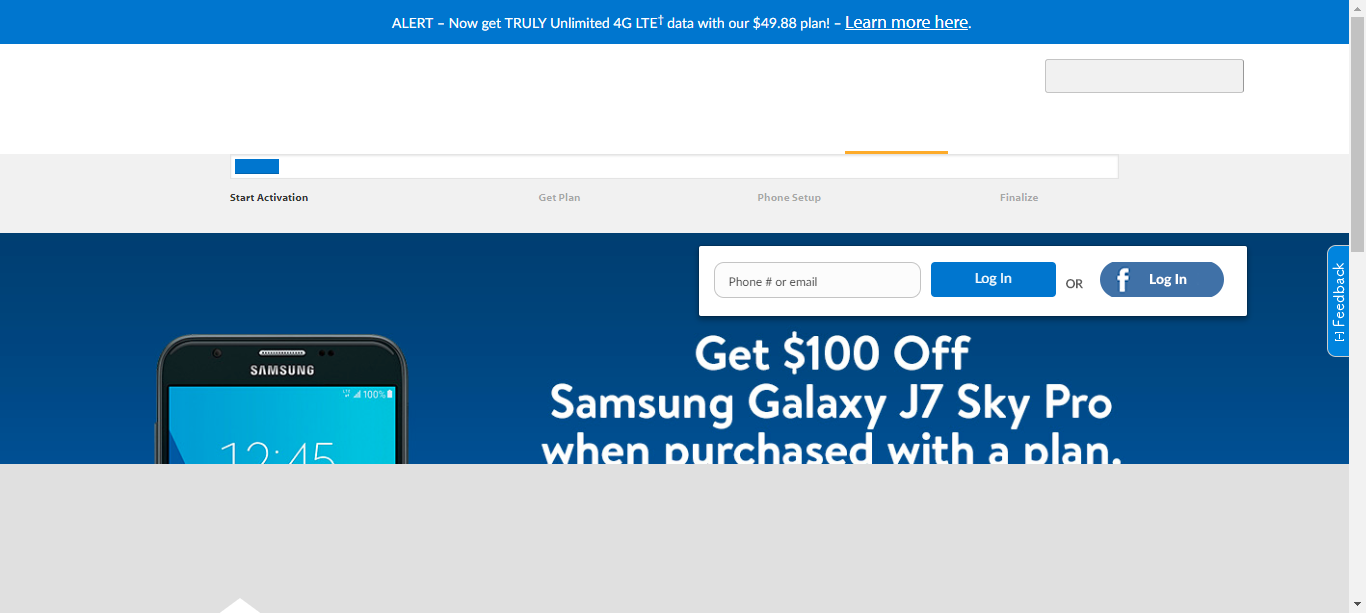 ALERT – Now get TRULY Unlimited 4G LTE† data with our $49.88 plan! – Learn more here.
Start Activation
Get Plan
Phone Setup
Finalize
Phone # or email
Log In
OR
f Log In
[-] Feedback
Get $100 Off
Samsung Galaxy J7 Sky Pro
when purchased with a plan.
SAMSUNG
LTE 100%
12:45